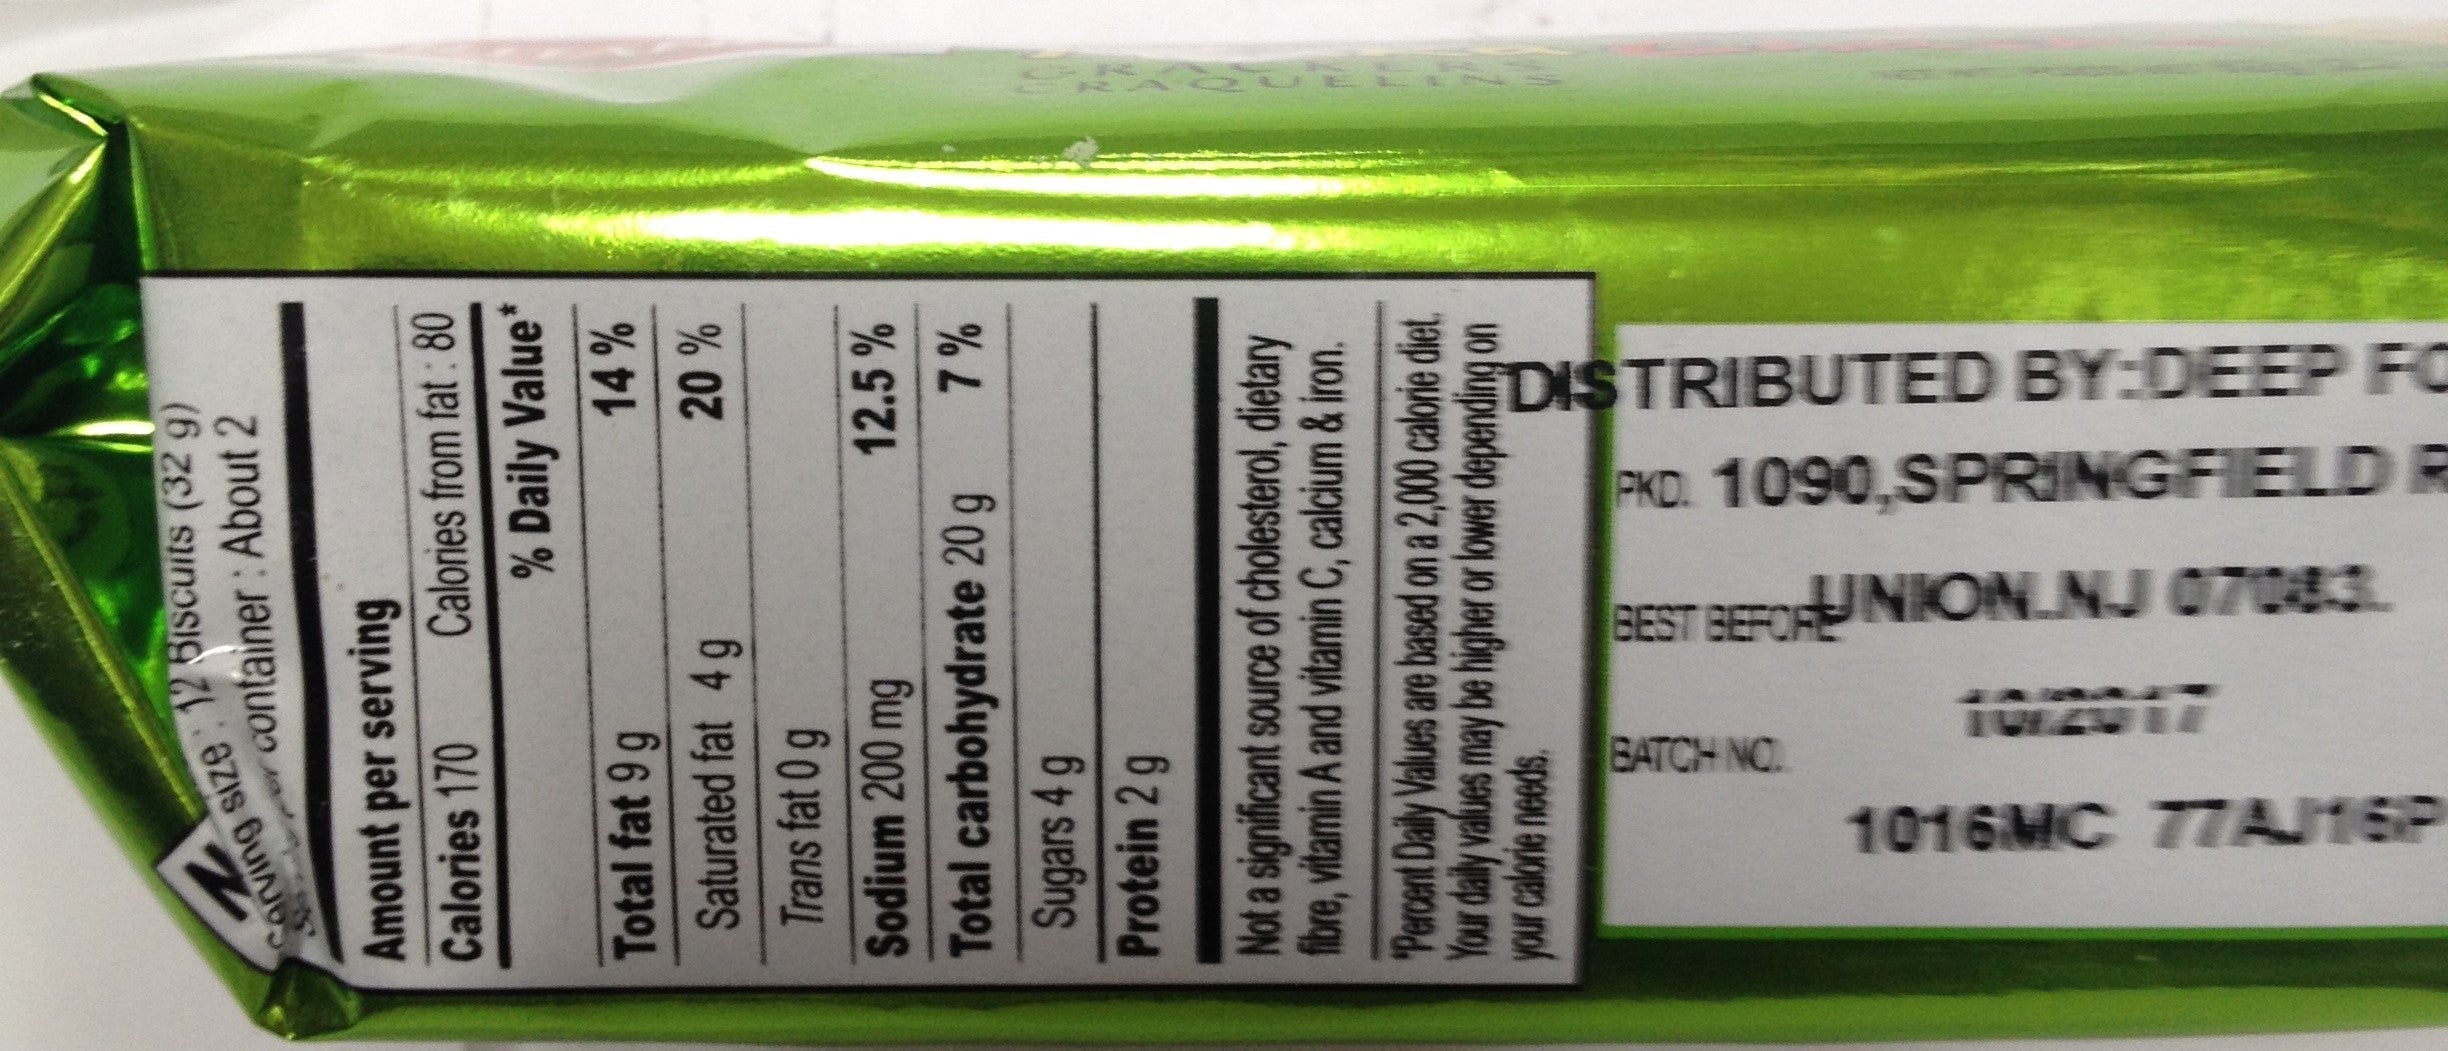 CRACKERS
CRAQUELINS
N
Serving size : 12 Biscuits (32 g)
container : About 2
Amount per serving
Calories 170 Calories from fat : 80
% Daily Value*
Total fat 9 g 14 %
Saturated fat 4 g 20 %
Trans fat 0 g
Sodium 200 mg 12.5 %
Total carbohydrate 20 g 7 %
Sugars 4 g
Protein 2 g
Not a significant source of cholesterol, dietary
fibre, vitamin A and vitamin C, calcium & iron.
*Percent Daily Values are based on a 2,000 calorie diet.
Your daily values may be higher or lower depending on
your calorie needs.
DISTRIBUTED BY:DEEP FO
PKD. 1090,SPRINGFIELD R
BEST BEFORE UNION.NJ 07083.
10/2017
BATCH NO.
1016MC 77AJ16P